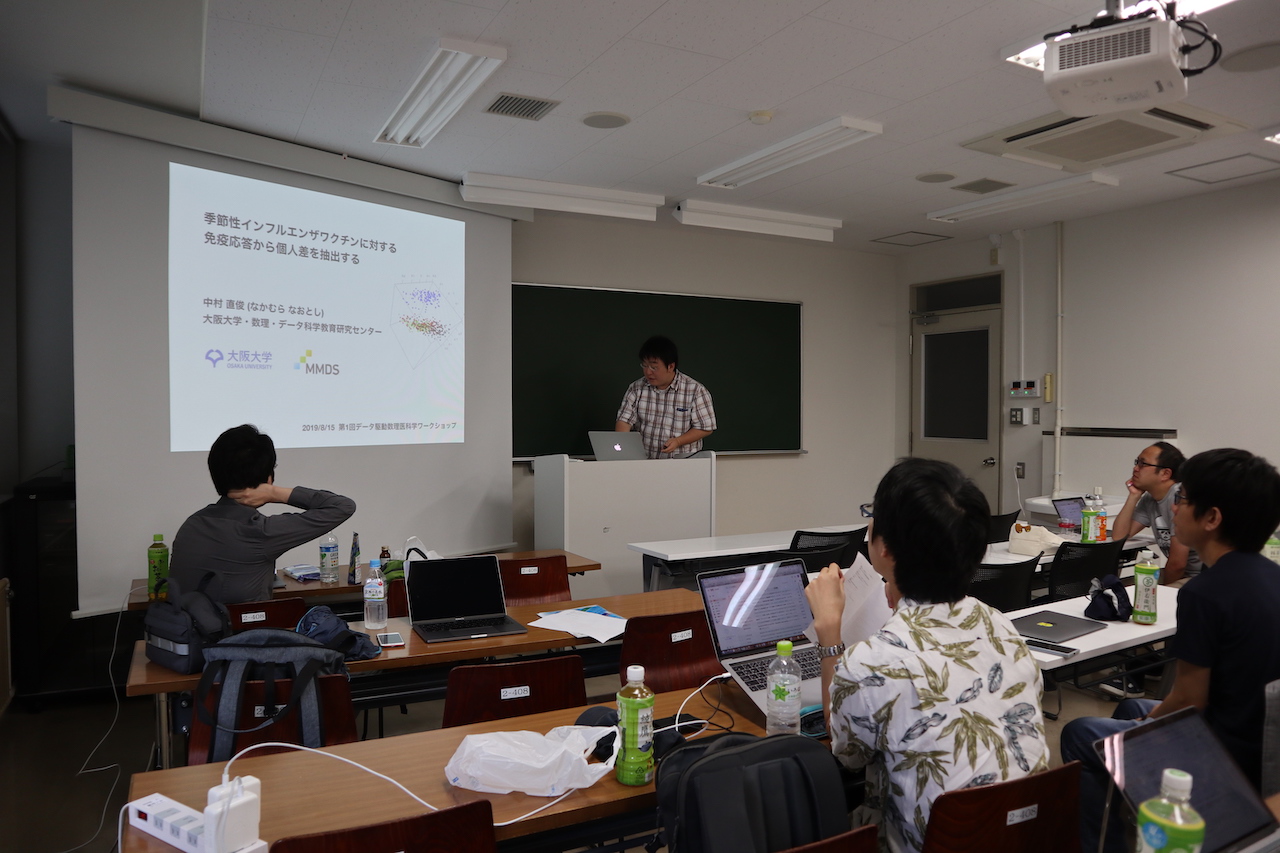 季節性インフルエンザワクチンに対する
免疫応答から個人差を抽出する
中村 直俊 (なかむら なおとし)
大阪大学・数理・データ科学教育研究センター
大阪大学
OSAKA UNIVERSITY
MMDS
2019/8/15 第1回データ駆動数理医科学ワークショップ
2-408
2-408
2-408
2-408